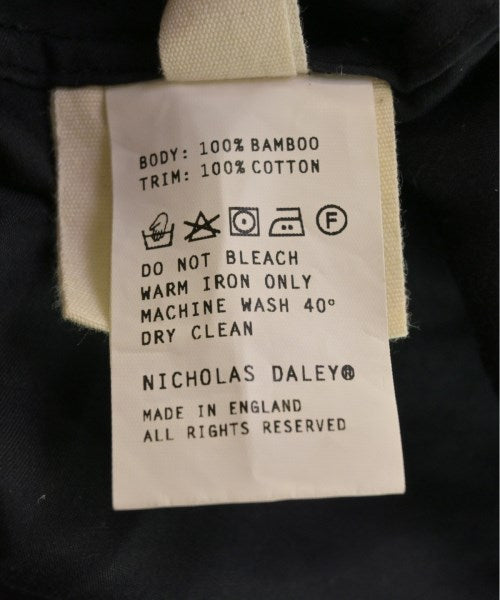 BODY: 100% BAMBOO
TRIM: 100% COTTON
F
DO NOT BLEACH
WARM IRON ONLY
MACHINE WASH 40°
DRY CLEAN
NICHOLAS DALEY®
MADE IN ENGLAND
ALL RIGHTS RESERVED